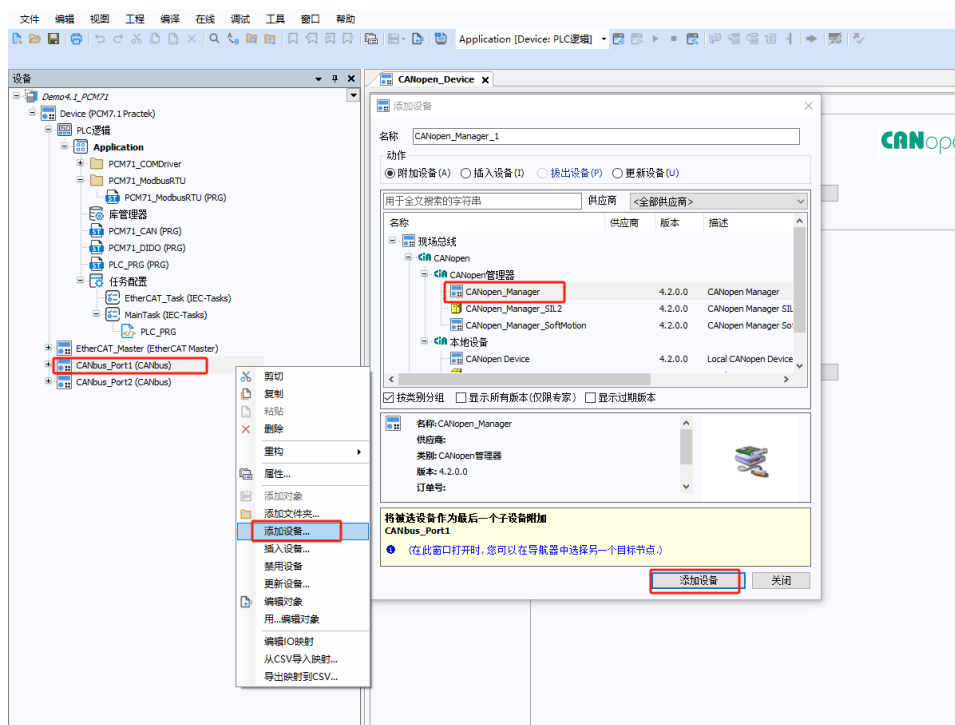 文件 编辑 视图 工程 编译 在线 调试 工具 窗口 帮助
Application [Device: PLC逻辑]
设备
Demo4.1_PCM71
Device (PCM7.1 Practek)
PLC逻辑
Application
PCM71_COMDriver
PCM71_ModbusRTU
PCM71_ModbusRTU (PRG)
库管理器
PCM71_CAN (PRG)
PCM71_DIDO (PRG)
PLC_PRG (PRG)
任务配置
EtherCAT_Task (IEC-Tasks)
MainTask (IEC-Tasks)
PLC_PRG
EtherCAT_Master (EtherCAT Master)
CANbus_Port1 (CANbus)
CANbus_Port2 (CANbus)
剪切
复制
粘贴
删除
重构
属性...
添加对象
添加文件夹...
添加设备...
插入设备...
禁用设备
更新设备...
编辑对象
用...编辑对象
编辑IO映射
从CSV导入映射...
导出映射到CSV...
CANopen_Device
添加设备
名称 CANopen_Manager_1
动作
附加设备(A) 插入设备(I) 拔出设备(P) 更新设备(U)
用于全文搜索的字符串 供应商 <全部供应商>
名称 供应商 版本 描述
现场总线
CiA CANopen
CiA CANopen管理器
CANopen_Manager 4.2.0.0 CANopen Manager
CANopen_Manager_SIL2 4.2.0.0 CANopen Manager SIL
CANopen_Manager_SoftMotion 4.2.0.0 CANopen Manager Sof
CiA 本地设备
CANopen Device 4.2.0.0 Local CANopen Device
按类别分组 显示所有版本(仅限专家) 显示过期版本
名称:CANopen_Manager
供应商:
类别:CANopen管理器
版本:4.2.0.0
订单号:
将被选设备作为最后一个子设备附加
CANbus_Port1
(在此窗口打开时,您可以在导航器中选择另一个目标节点.)
添加设备 关闭
CANope